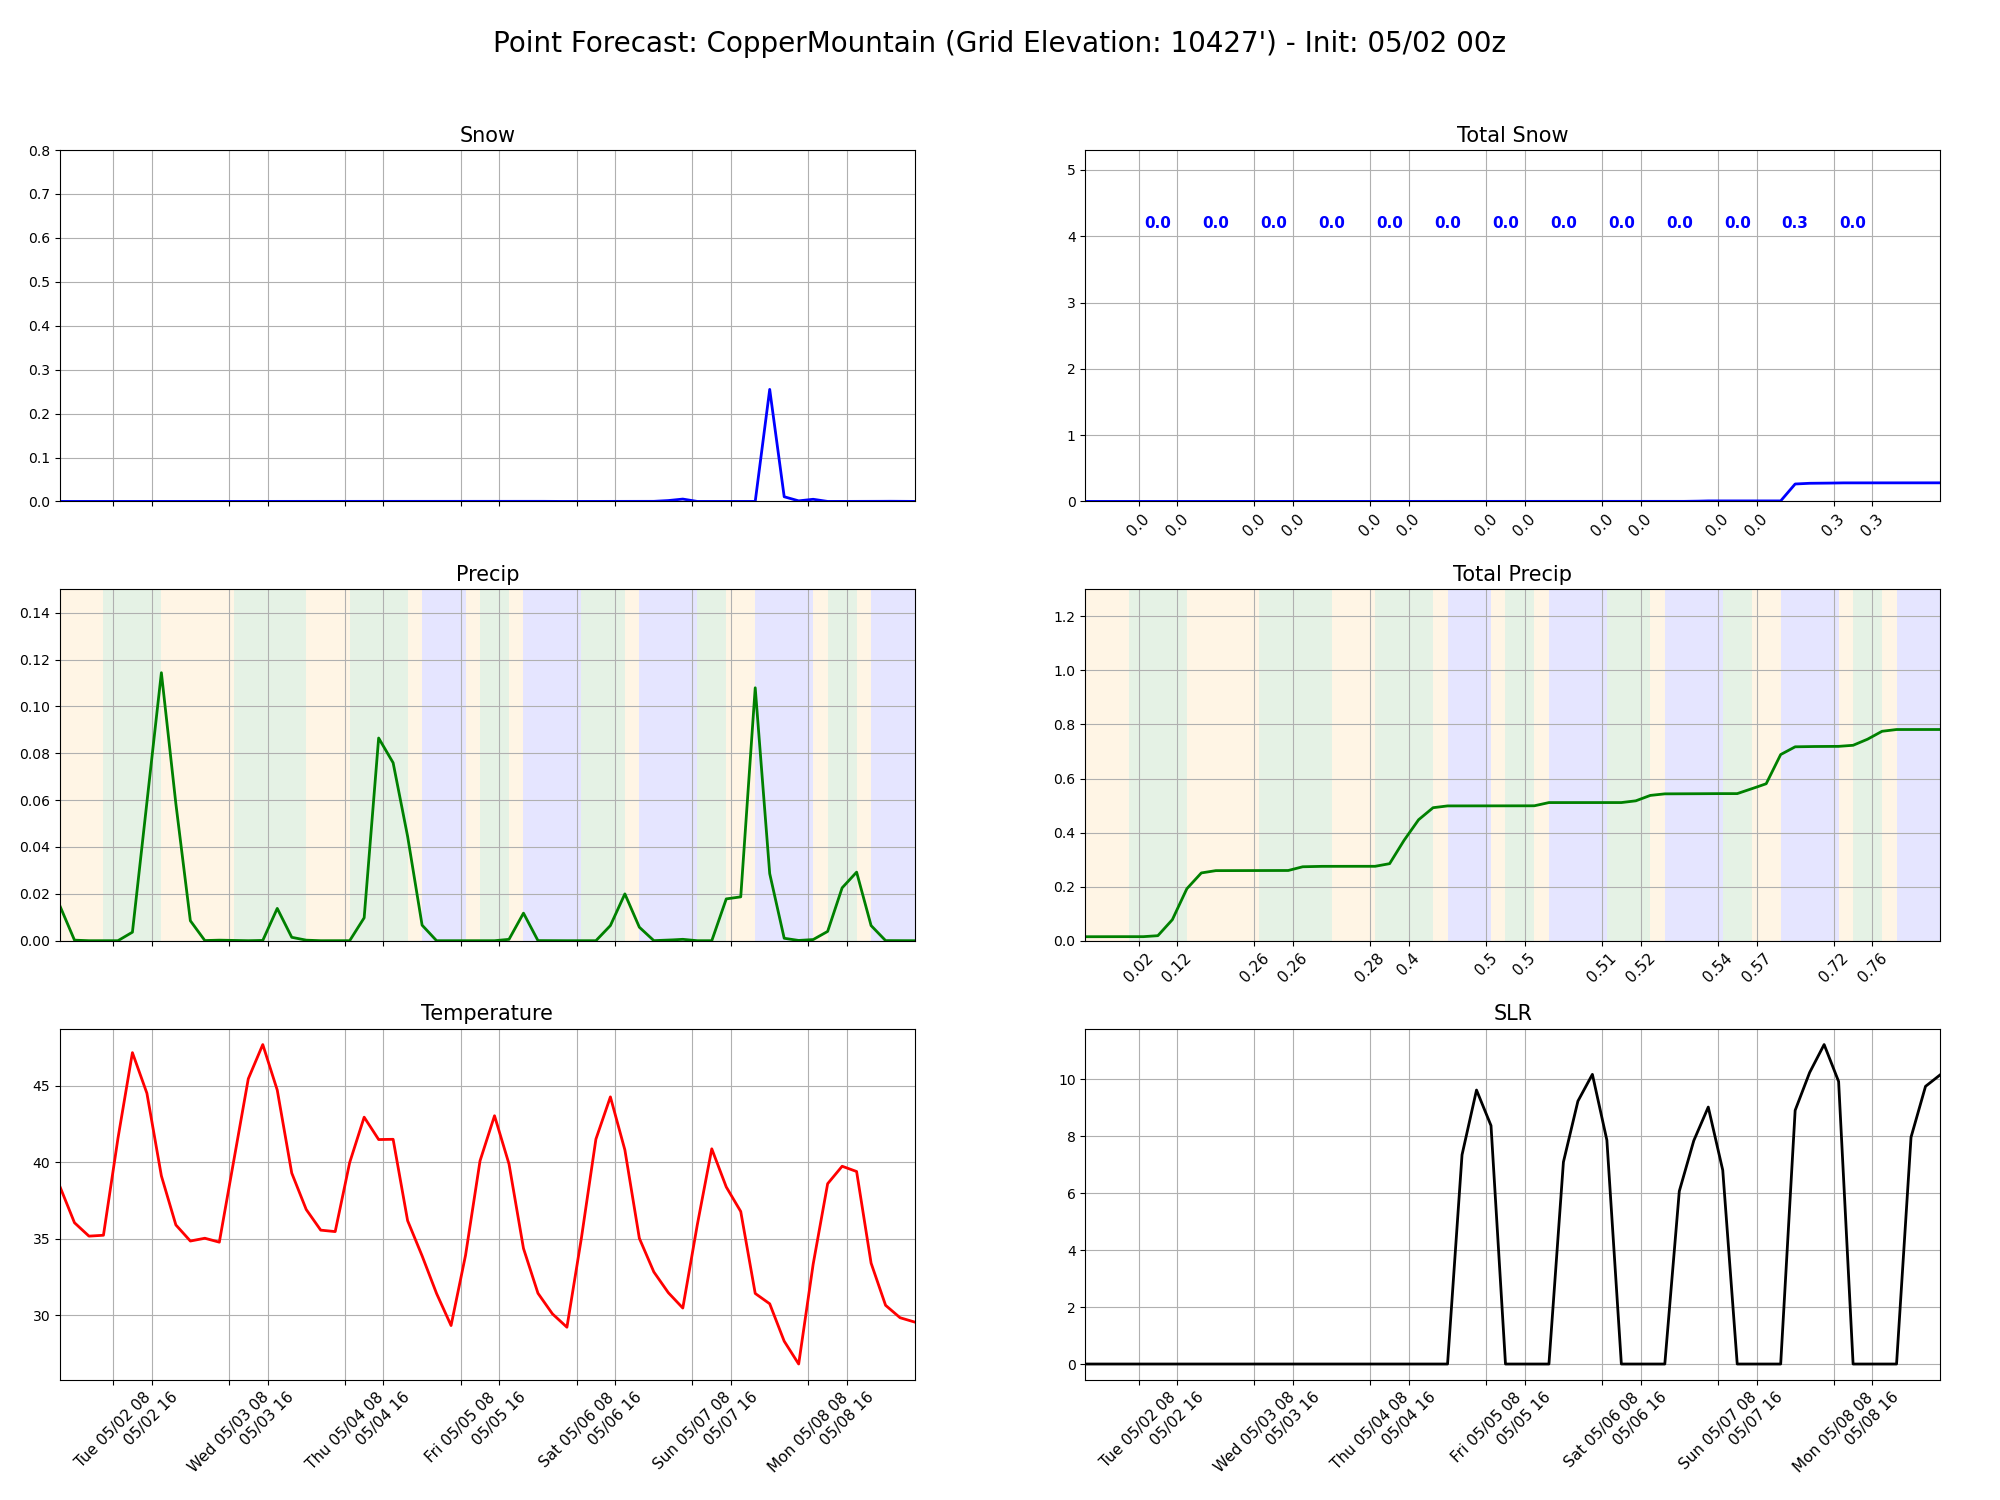 Point Forecast: CopperMountain (Grid Elevation: 10427') - Init: 05/02 00z
Snow
0.8
0.7
0.6
0.5
0.4
0.3
0.2
0.1
0.0
Total Snow
5
4
3
2
1
0
0.0 0.0 0.0 0.0 0.0 0.0 0.0 0.0 0.0 0.0 0.0 0.3 0.0
0.0 0.0 0.0 0.0 0.0 0.0 0.0 0.0 0.0 0.0 0.0 0.0 0.3 0.3
Precip
0.14
0.12
0.10
0.08
0.06
0.04
0.02
0.00
Total Precip
1.2
1.0
0.8
0.6
0.4
0.2
0.0
0.02 0.12 0.26 0.26 0.28 0.4 0.5 0.5 0.51 0.52 0.54 0.57 0.72 0.76
Temperature
45
40
35
30
Tue 05/02 08
05/02 16
Wed 05/03 08
05/03 16
Thu 05/04 08
05/04 16
Fri 05/05 08
05/05 16
Sat 05/06 08
05/06 16
Sun 05/07 08
05/07 16
Mon 05/08 08
05/08 16
SLR
10
8
6
4
2
0
Tue 05/02 08
05/02 16
Wed 05/03 08
05/03 16
Thu 05/04 08
05/04 16
Fri 05/05 08
05/05 16
Sat 05/06 08
05/06 16
Sun 05/07 08
05/07 16
Mon 05/08 08
05/08 16